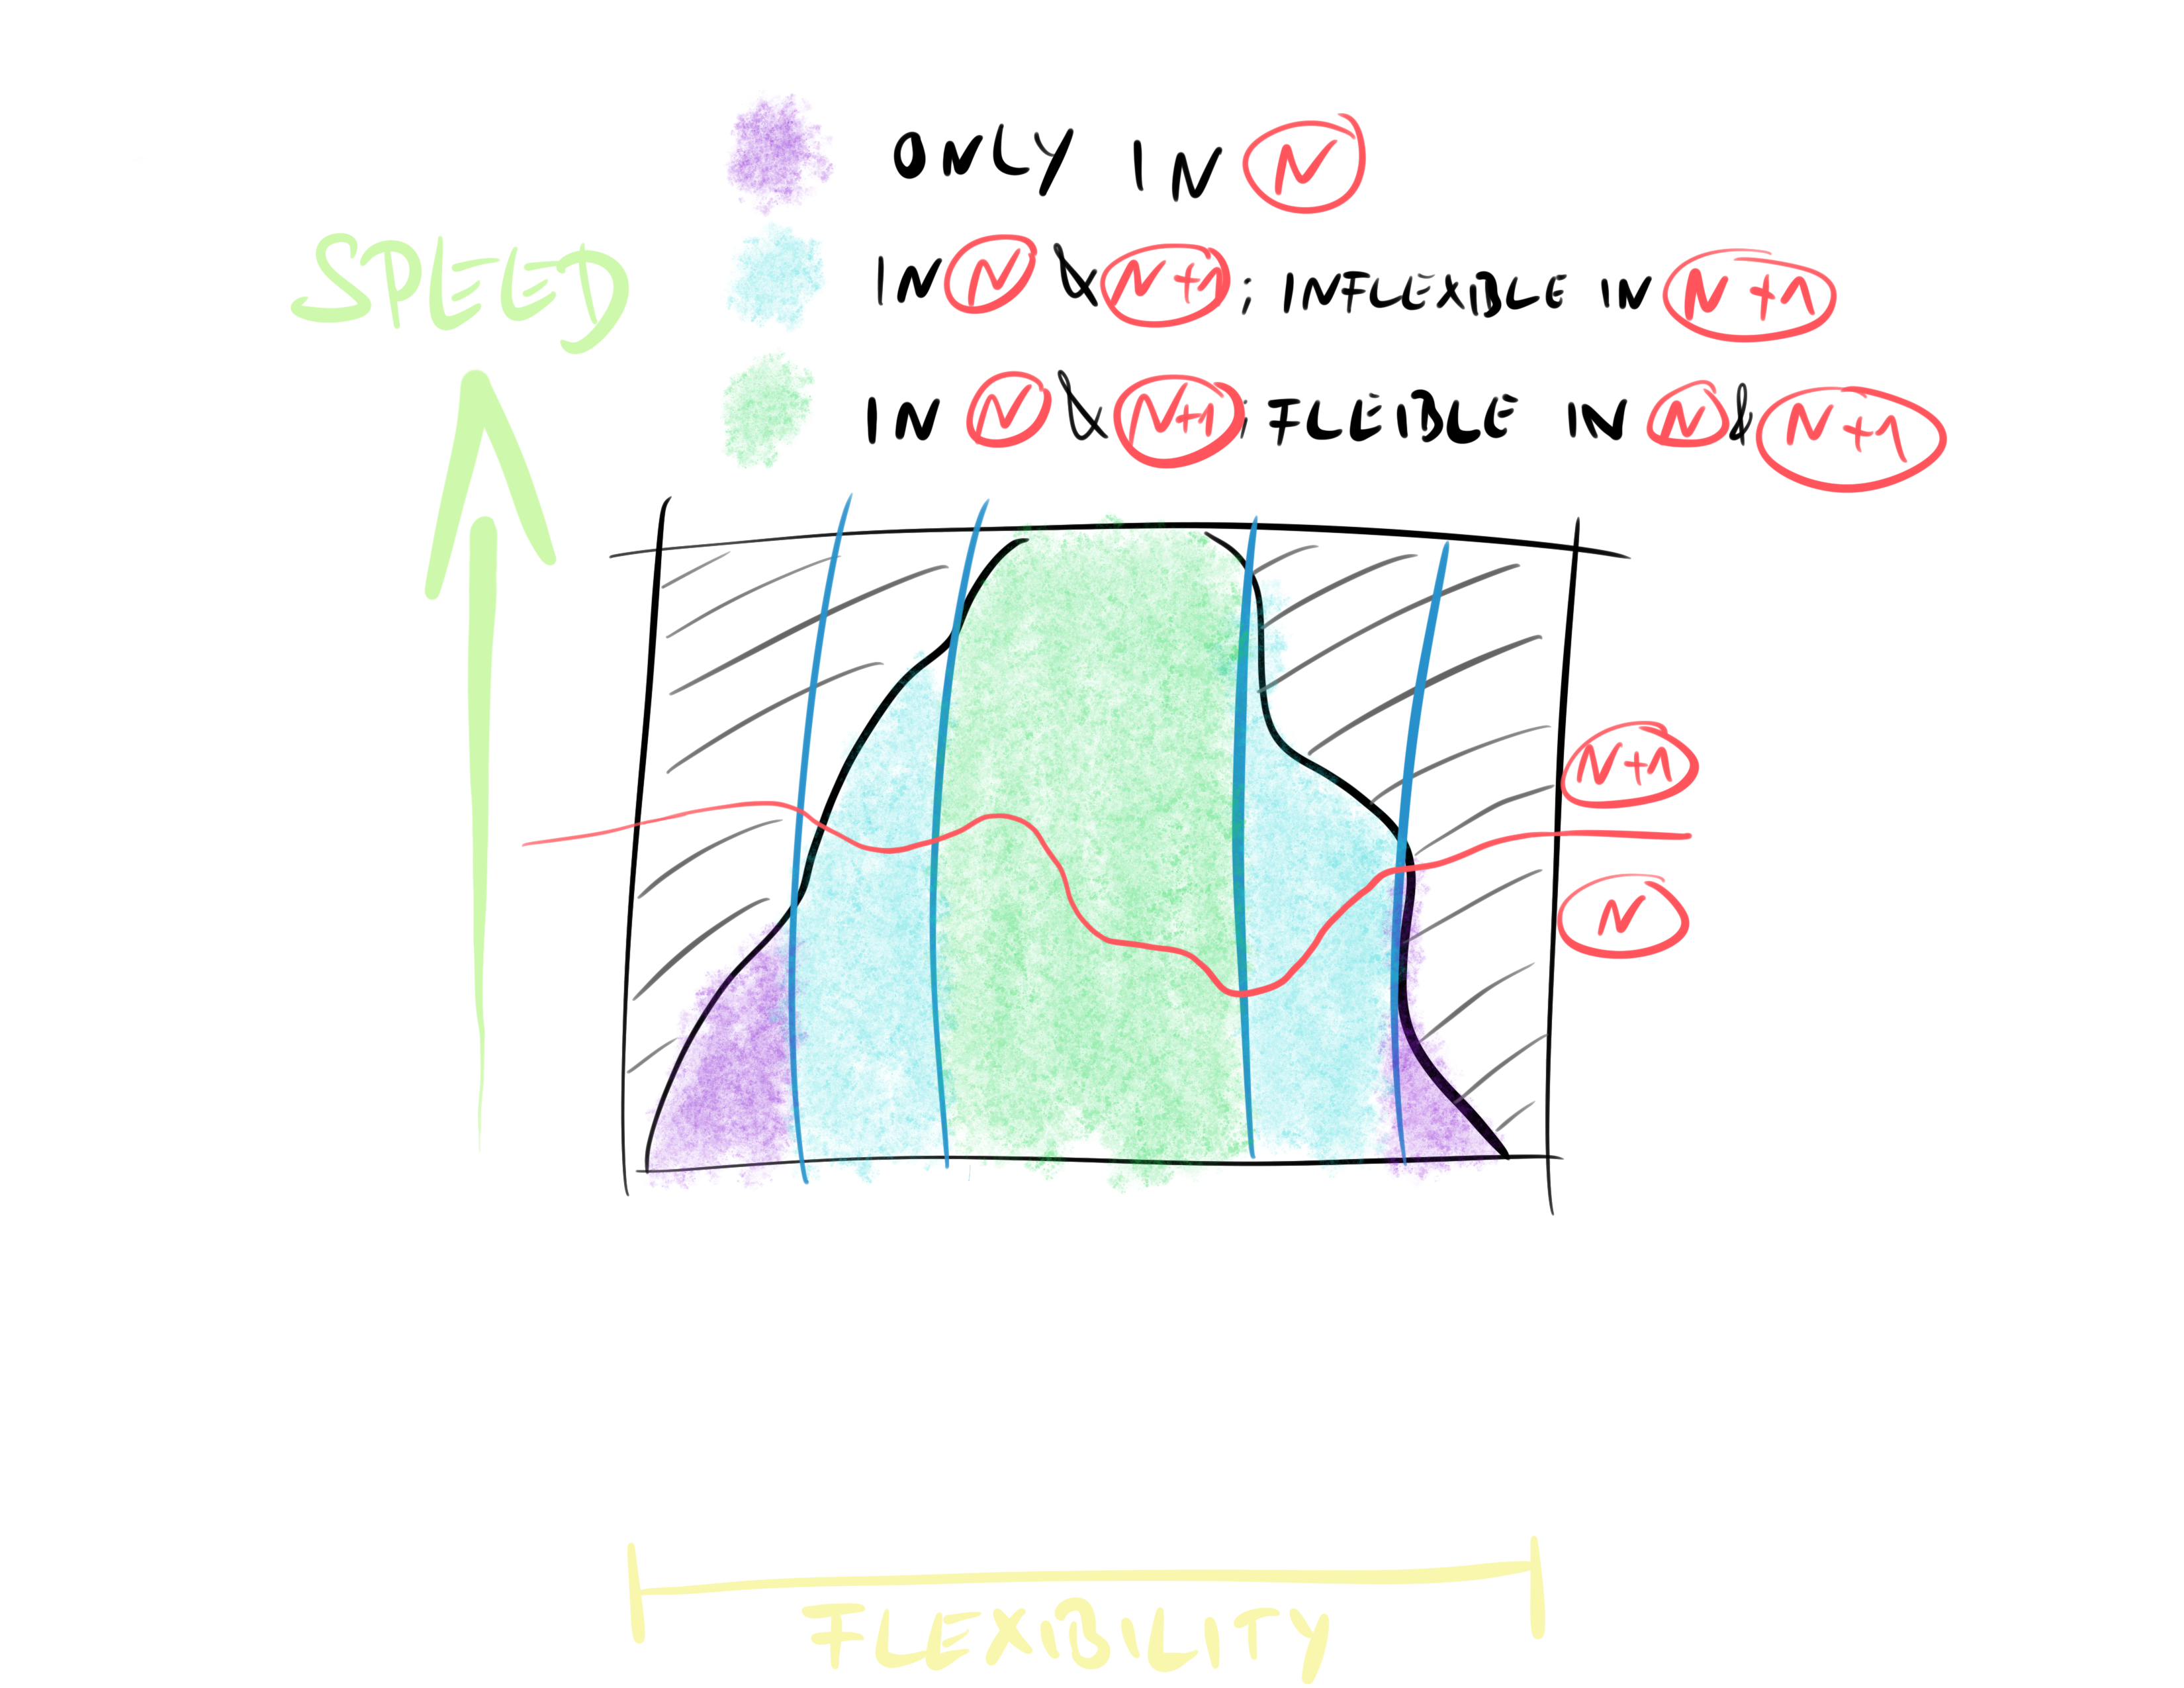 ONLY IN N
IN N & N+1; INFLEXIBLE IN N+1
IN N & N+1; FLEIBLE IN N & N+1
SPEED
N+1
N
FLEXIBILITY